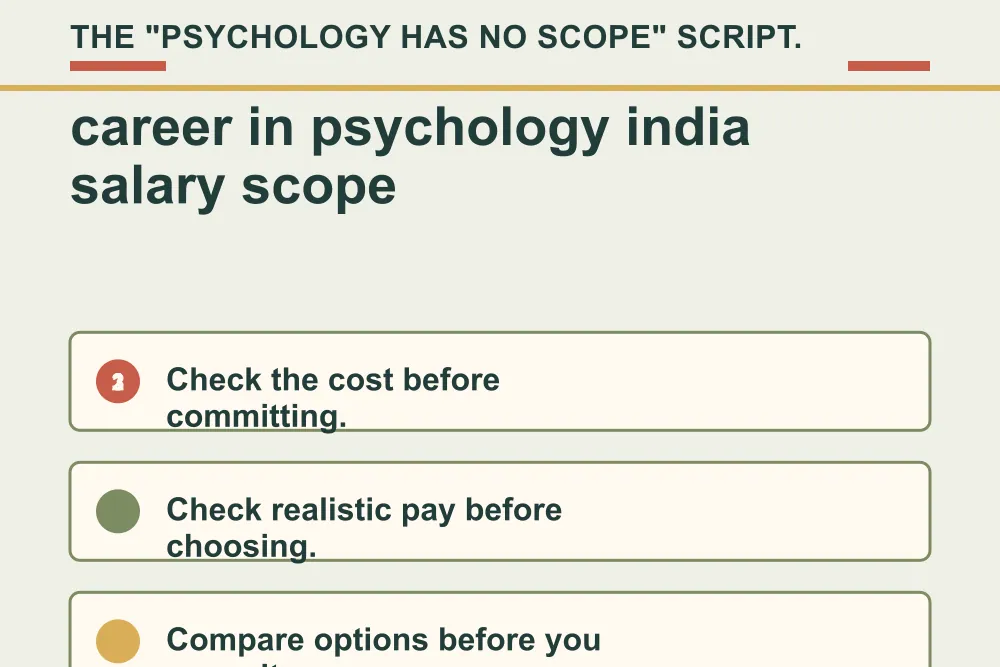 THE "PSYCHOLOGY HAS NO SCOPE" SCRIPT.
career in psychology india
salary scope
Check the cost before
committing.
Check realistic pay before
choosing.
Compare options before you